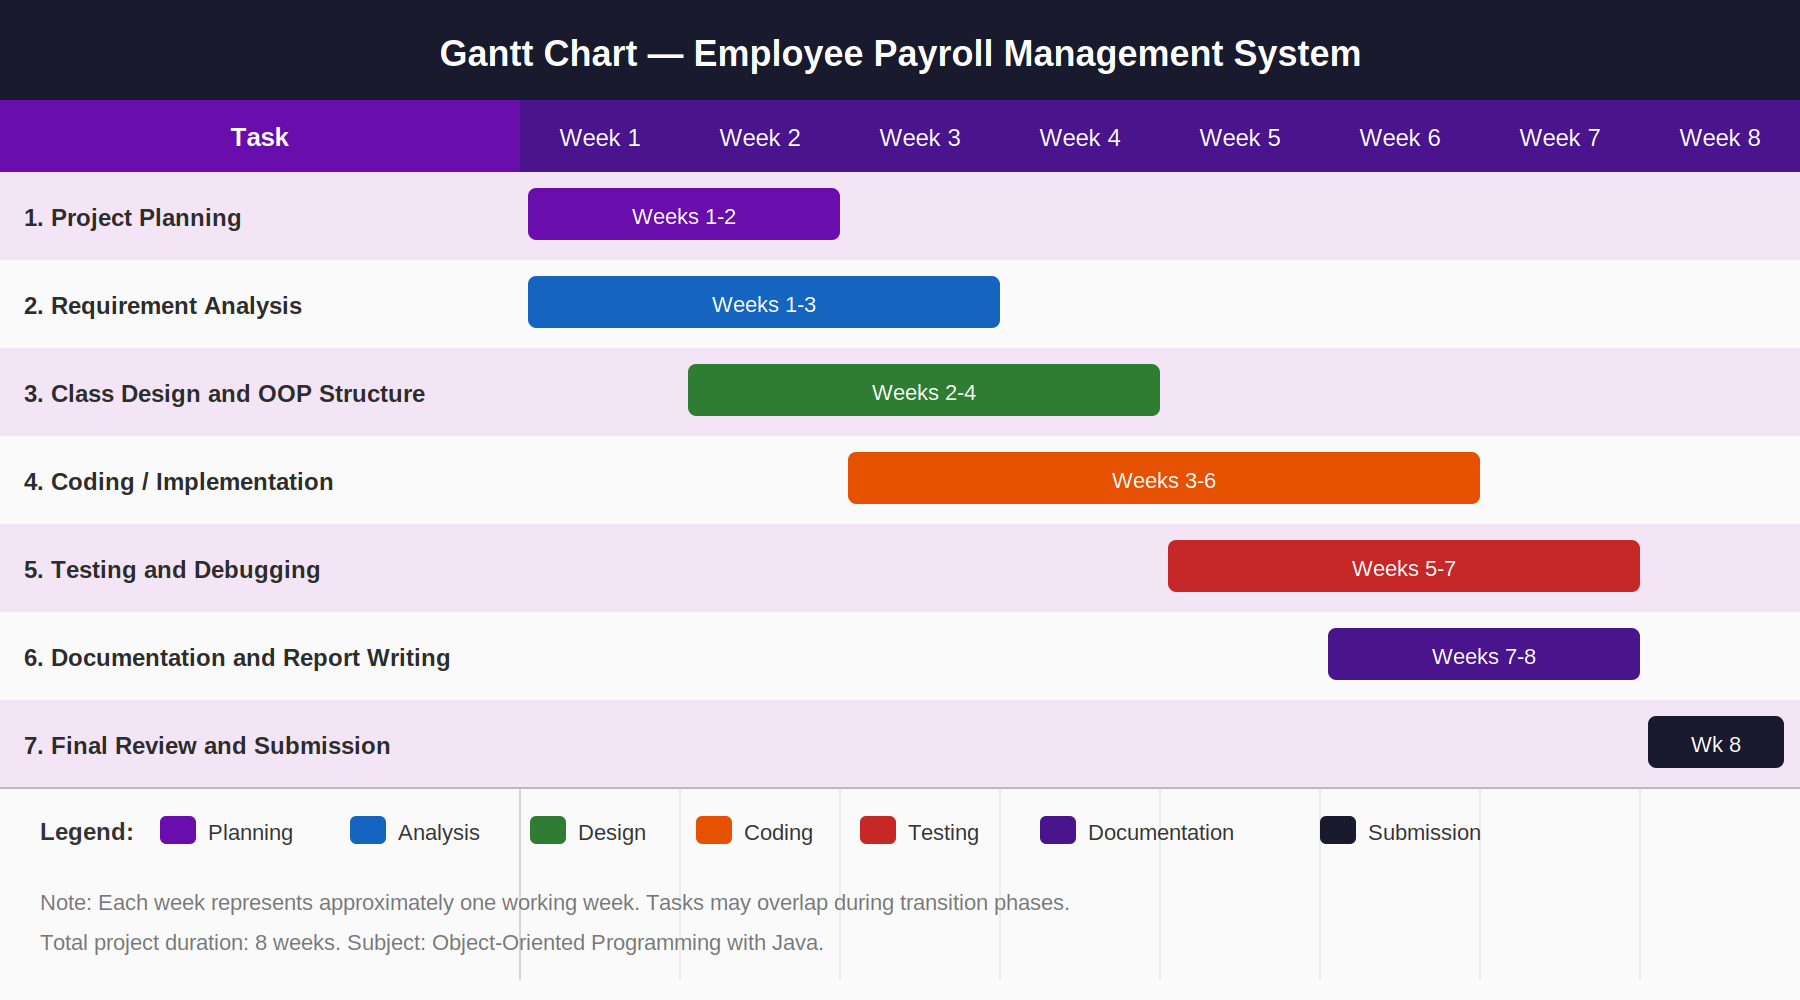 Gantt Chart — Employee Payroll Management System
Task Week 1 Week 2 Week 3 Week 4 Week 5 Week 6 Week 7 Week 8
1. Project Planning Weeks 1-2
2. Requirement Analysis Weeks 1-3
3. Class Design and OOP Structure Weeks 2-4
4. Coding / Implementation Weeks 3-6
5. Testing and Debugging Weeks 5-7
6. Documentation and Report Writing Weeks 7-8
7. Final Review and Submission Wk 8
Legend: Planning Analysis Design Coding Testing Documentation Submission
Note: Each week represents approximately one working week. Tasks may overlap during transition phases.
Total project duration: 8 weeks. Subject: Object-Oriented Programming with Java.